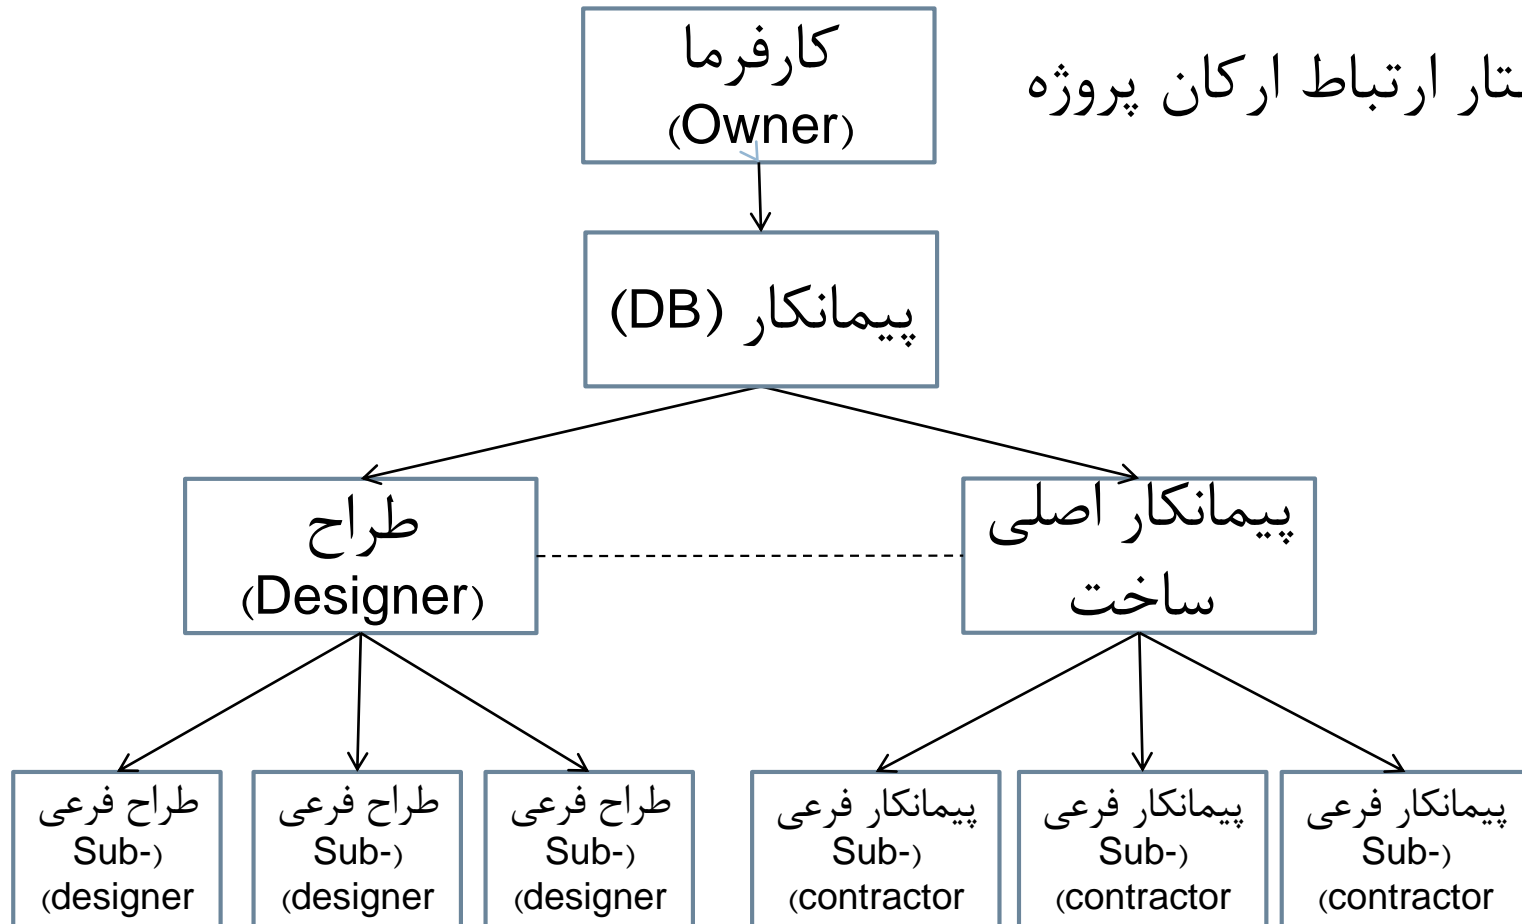 کارفرما
(Owner)
ارتباط ارکان پروژه
پیمانکار (DB)
طراح
(Designer)
پیمانکار اصلی
ساخت
طراح فرعی
(Sub-
designer)
طراح فرعی
(Sub-
designer)
طراح فرعی
(Sub-
designer)
پیمانکار فرعی
(Sub-
contractor)
پیمانکار فرعی
(Sub-
contractor)
پیمانکار فرعی
(Sub-
contractor)